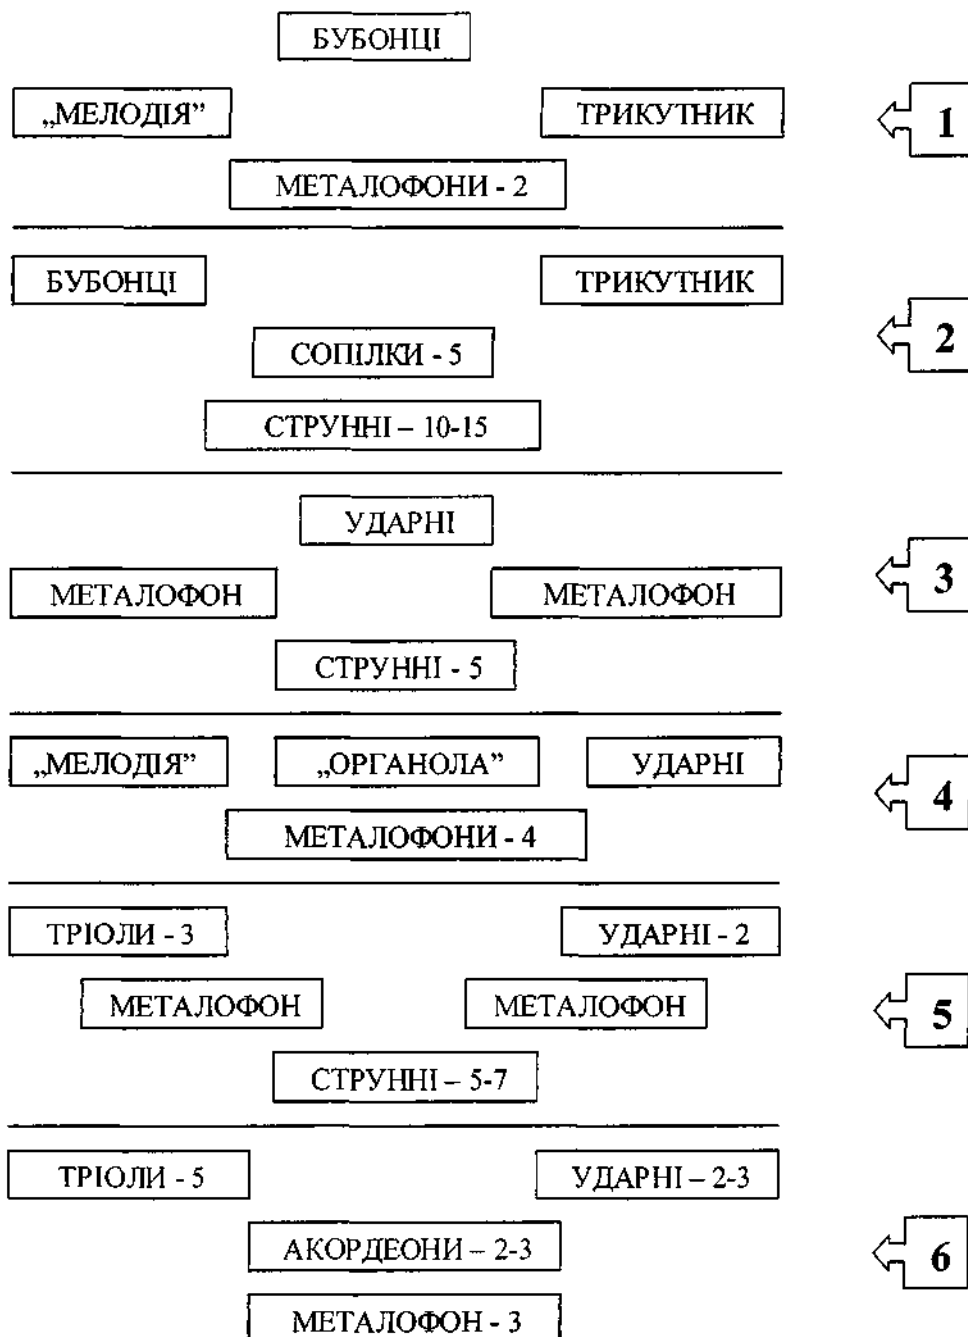 БУБОНЦІ
„МЕЛОДІЯ” ТРИКУТНИК 1
МЕТАЛОФОНИ - 2
БУБОНЦІ ТРИКУТНИК
2
СОПІЛКИ - 5
СТРУННІ – 10-15
УДАРНІ
МЕТАЛОФОН МЕТАЛОФОН 3
СТРУННІ - 5
„МЕЛОДІЯ” „ОРГАНОЛА” УДАРНІ
4
МЕТАЛОФОНИ - 4
ТРІОЛИ - 3 УДАРНІ - 2
МЕТАЛОФОН МЕТАЛОФОН 5
СТРУННІ – 5-7
ТРІОЛИ - 5 УДАРНІ – 2-3
АКОРДЕОНИ – 2-3 6
МЕТАЛОФОН - 3